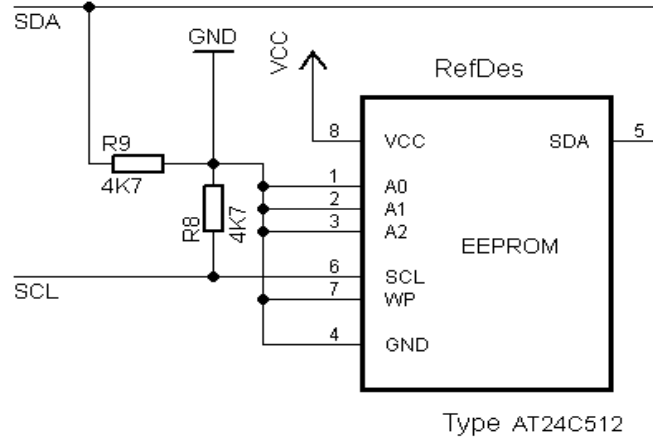 SDA
GND
VCC
RefDes
8
VCC
SDA
5
R9
4K7
1
A0
2
A1
3
A2
R8
4K7
EEPROM
6
SCL
SCL
7
WP
4
GND
Type AT24C512